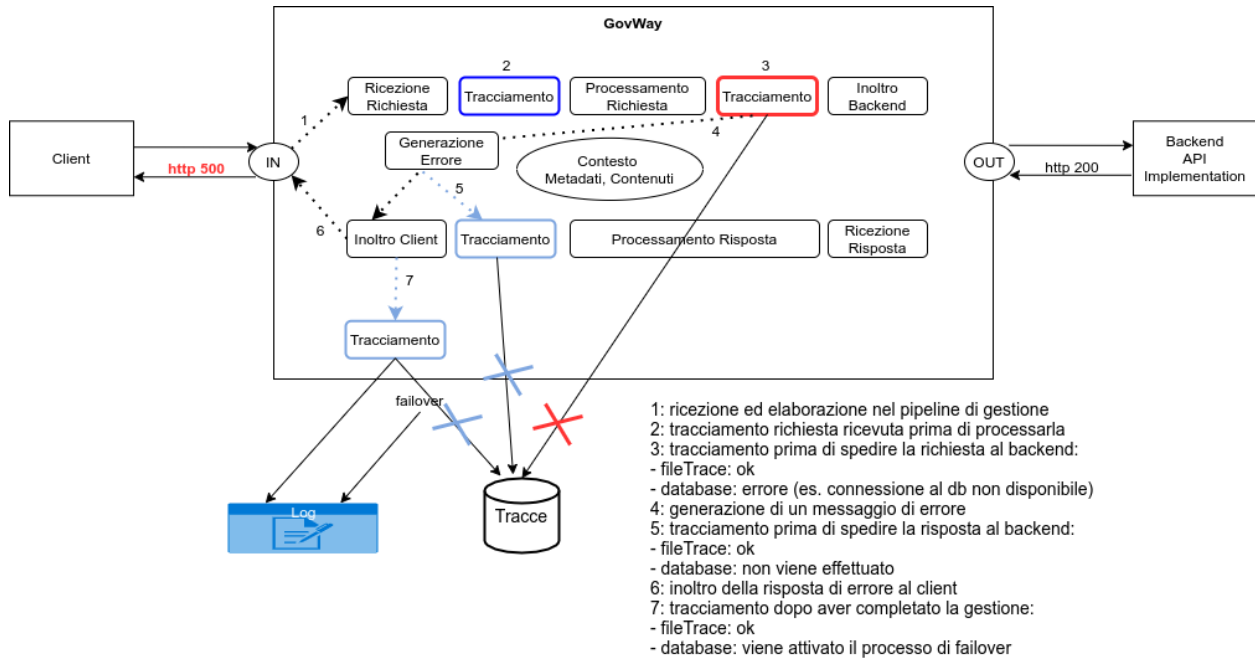 GovWay
2
3
Ricezione
Richiesta
Tracciamento
Processamento
Richiesta
Tracciamento
Inoltro
Backend
1
4
Client
http 500
IN
Generazione
Errore
Contesto
Metadati, Contenuti
OUT
http 200
Backend
API
Implementation
5
6
Inoltro Client
Tracciamento
Processamento Risposta
Ricezione
Risposta
7
Tracciamento
failover
Log
Tracce
1: ricezione ed elaborazione nel pipeline di gestione
2: tracciamento richiesta ricevuta prima di processarla
3: tracciamento prima di spedire la richiesta al backend:
- fileTrace: ok
- database: errore (es. connessione al db non disponibile)
4: generazione di un messaggio di errore
5: tracciamento prima di spedire la risposta al backend:
- fileTrace: ok
- database: non viene effettuato
6: inoltro della risposta di errore al client
7: tracciamento dopo aver completato la gestione:
- fileTrace: ok
- database: viene attivato il processo di failover